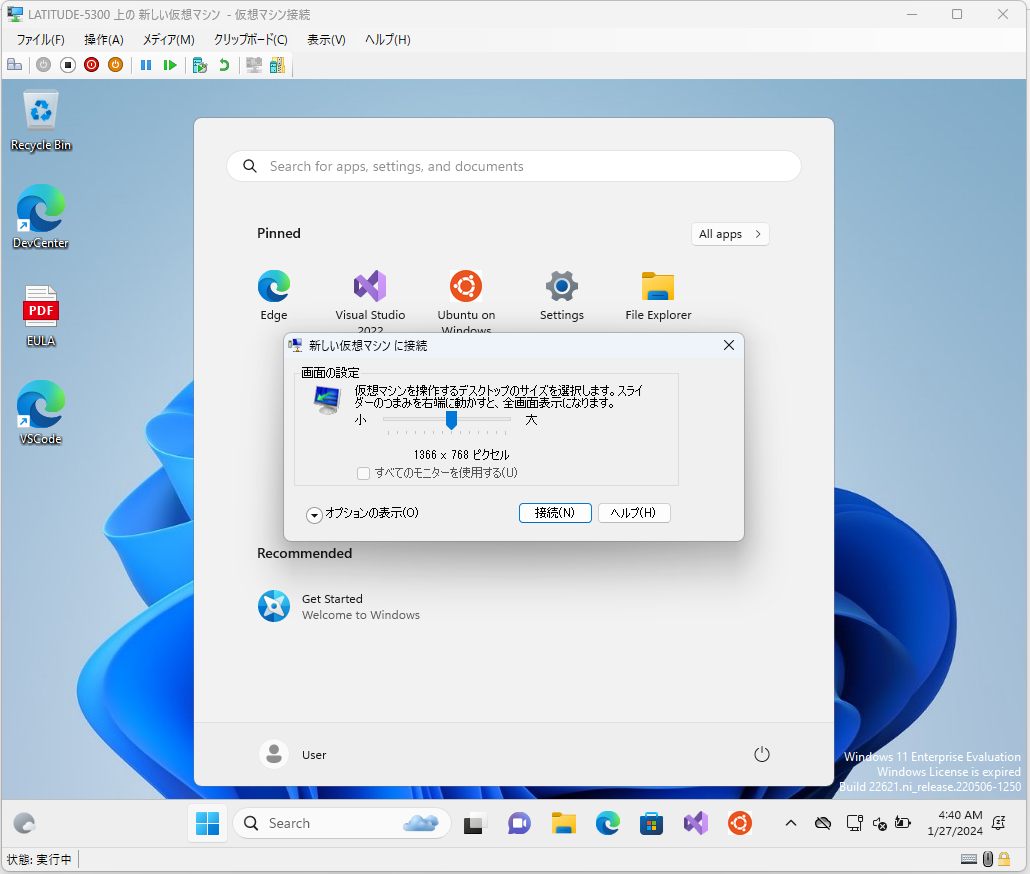 LATITUDE-5300 上の 新しい仮想マシン - 仮想マシン接続
ファイル(F) 操作(A) メディア(M) クリップボード(C) 表示(V) ヘルプ(H)
Recycle Bin
DevCenter
PDF
EULA
VSCode
Search for apps, settings, and documents
Pinned
All apps
Edge
Visual Studio
2022
Ubuntu on
Windows
Settings
File Explorer
新しい仮想マシン に接続
画面の設定
仮想マシンを操作するデスクトップのサイズを選択します。スライ
ダーのつまみを右端に動かすと、全画面表示になります。
小 大
1366 x 768 ピクセル
すべてのモニターを使用する(U)
オプションの表示(O)
接続(N)
ヘルプ(H)
Recommended
Get Started
Welcome to Windows
User
Windows 11 Enterprise Evaluation
Windows License is expired
Build 22621.ni_release.220506-1250
Search
4:40 AM
1/27/2024
状態: 実行中